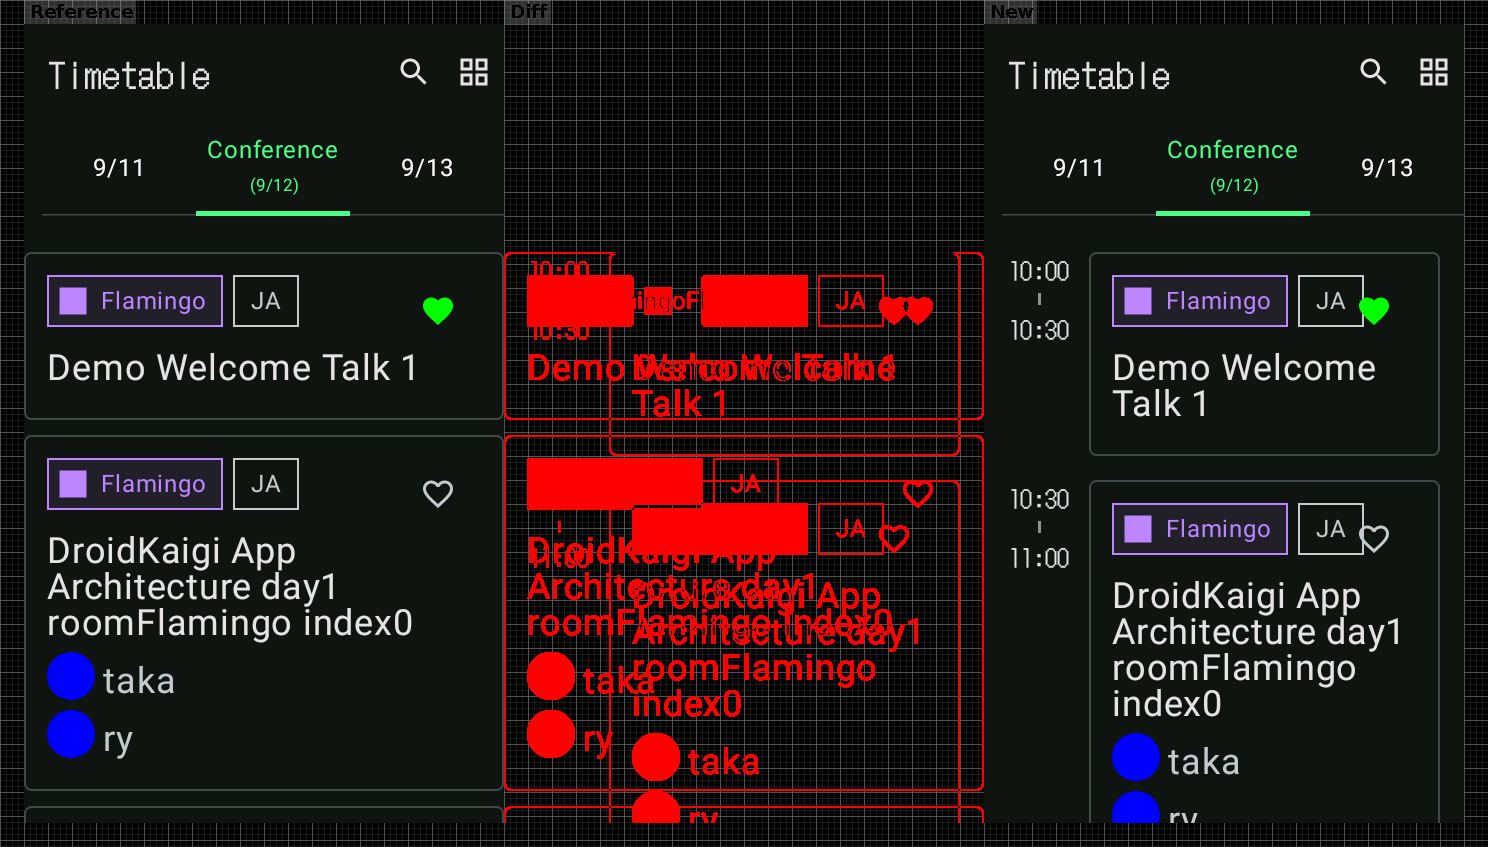 Reference
Timetable
9/11
Conference
(9/12)
9/13
Flamingo
JA
Demo Welcome Talk 1
Flamingo
JA
DroidKaigi App
Architecture day1
roomFlamingo index0
taka
ry
Diff
10:00
JA
10:30
Demo Welcome Talk 1
Talk 1
JA
JA
11:00
DroidKaigi App
Architecture day1
roomFlamingo index0
DroidKaigi App
Architecture day1
roomFlamingo
index0
taka
ry
taka
ry
New
Timetable
9/11
Conference
(9/12)
9/13
10:00
10:30
Flamingo
JA
Demo Welcome
Talk 1
10:30
11:00
Flamingo
JA
DroidKaigi App
Architecture day1
roomFlamingo
index0
taka
ry